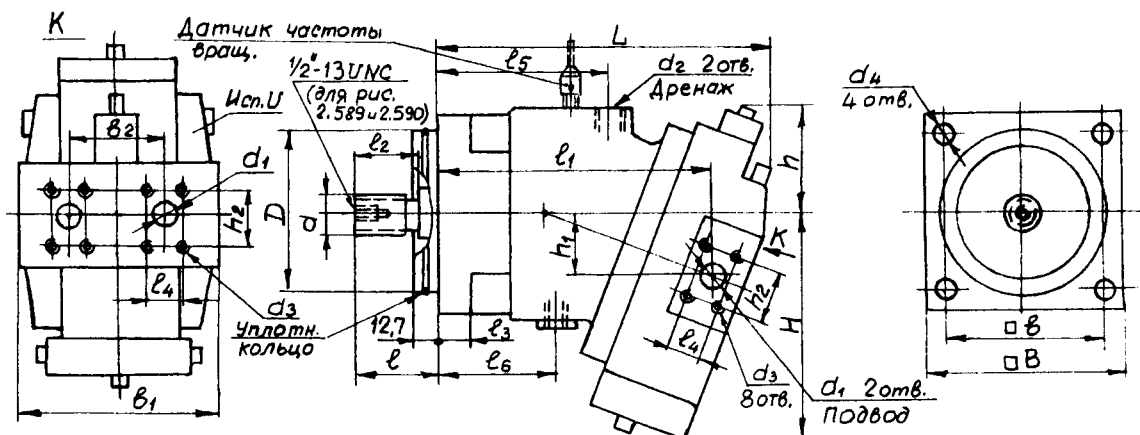 К
Датчик частоты
вращ.
1/2"-13UNC
(для рис.
2.589 и 2.590)
Исп. U
в2
d1
h2
l4
d3
Уплотн.
кольцо
в1
L
l5
d2 2отв.
Дренаж
l2
l1
D
d
h1
h
К
h2
H
12,7
l3
l4
l
l6
d3
8отв.
d1 2отв.
Подвод
d4
4 отв.
□в
□В